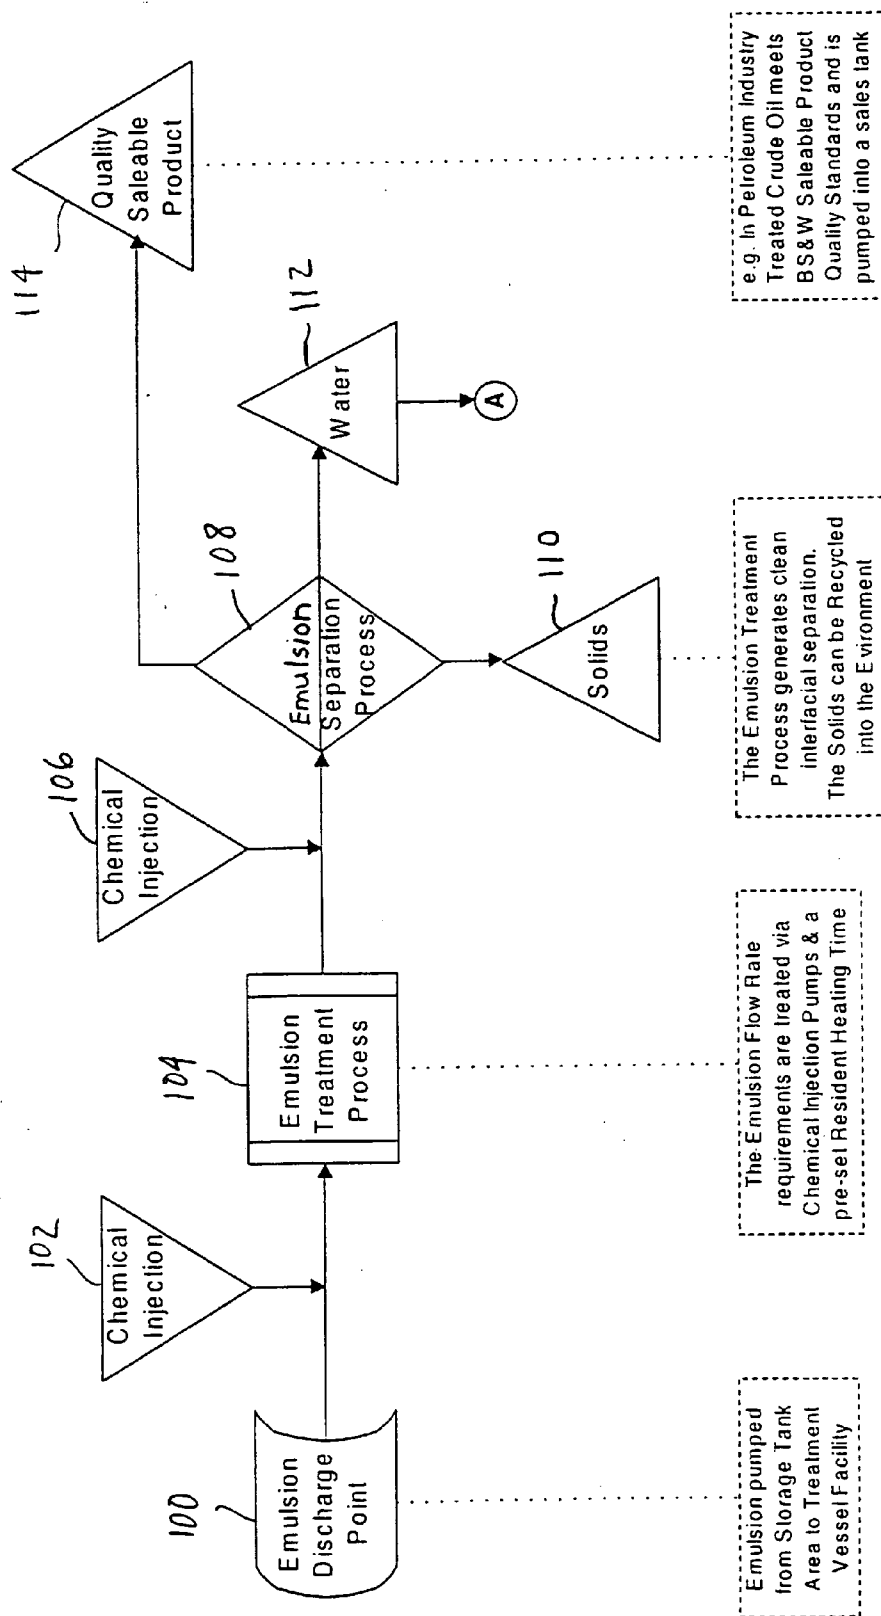 100
Emulsion
Discharge
Point
102
Chemical
Injection
104
Emulsion
Treatment
Process
106
Chemical
Injection
108
Emulsion
Separation
Process
110
Solids
112
Water
A
114
Quality
Saleable
Product
Emulsion pumped
from Storage Tank
Area to Treatment
Vessel Facility
The Emulsion Flow Rate
requirements are treated via
Chemical Injection Pumps & a
pre-sel Resident Heating Time
The Emulsion Treatment
Process generates clean
interfacial separation.
The Solids can be Recycled
into the Evironment
e.g. In Petroleum Industry
Treated Crude Oil meets
BS&W Saleable Product
Quality Standards and is
pumped into a sales tank